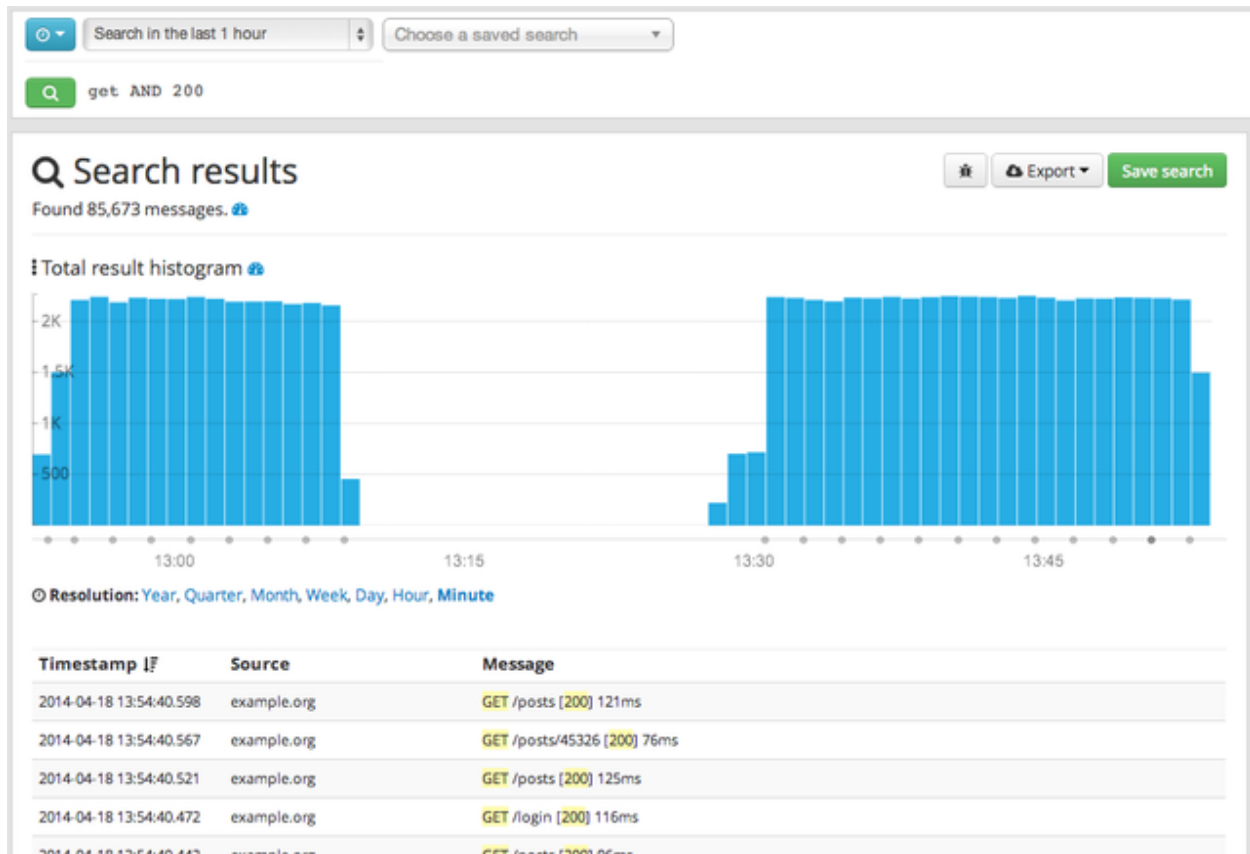 Search in the last 1 hour Choose a saved search
get AND 200
Search results Export Save search
Found 85,673 messages.
Total result histogram
2K
1.5K
1K
500
13:00 13:15 13:30 13:45
Resolution: Year, Quarter, Month, Week, Day, Hour, Minute
Timestamp Source Message
2014-04-18 13:54:40.598 example.org GET /posts [200] 121ms
2014-04-18 13:54:40.567 example.org GET /posts/45326 [200] 76ms
2014-04-18 13:54:40.521 example.org GET /posts [200] 125ms
2014-04-18 13:54:40.472 example.org GET /login [200] 116ms